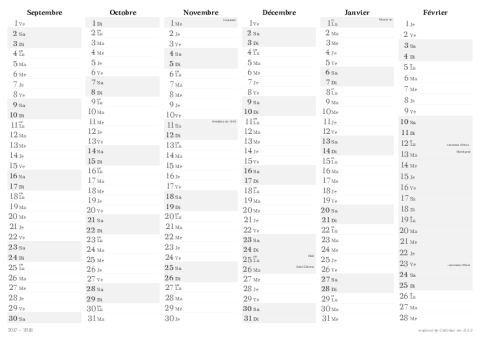 Septembre
1 Ve
2 Sa
3 Di
4 Lu
5 Ma
6 Me
7 Je
8 Ve
9 Sa
10 Di
11 Lu
12 Ma
13 Me
14 Je
15 Ve
16 Sa
17 Di
18 Lu
19 Ma
20 Me
21 Je
22 Ve
23 Sa
24 Di
25 Lu
26 Ma
27 Me
28 Je
29 Ve
30 Sa
Octobre
1 Di
2 Lu
3 Ma
4 Me
5 Je
6 Ve
7 Sa
8 Di
9 Lu
10 Ma
11 Me
12 Je
13 Ve
14 Sa
15 Di
16 Lu
17 Ma
18 Me
19 Je
20 Ve
21 Sa
22 Di
23 Lu
24 Ma
25 Me
26 Je
27 Ve
28 Sa
29 Di
30 Lu
31 Ma
Novembre
1 Me
2 Je
3 Ve
4 Sa
5 Di
6 Lu
7 Ma
8 Me
9 Je
10 Ve
11 Sa
12 Di
13 Lu
14 Ma
15 Me
16 Je
17 Ve
18 Sa
19 Di
20 Lu
21 Ma
22 Me
23 Je
24 Ve
25 Sa
26 Di
27 Lu
28 Ma
29 Me
30 Je
Décembre
1 Ve
2 Sa
3 Di
4 Lu
5 Ma
6 Me
7 Je
8 Ve
9 Sa
10 Di
11 Lu
12 Ma
13 Me
14 Je
15 Ve
16 Sa
17 Di
18 Lu
19 Ma
20 Me
21 Je
22 Ve
23 Sa
24 Di
25 Lu Noël
26 Ma
27 Me
28 Je
29 Ve
30 Sa
31 Di
Janvier
1 Lu
2 Ma
3 Me
4 Je
5 Ve
6 Sa
7 Di
8 Lu
9 Ma
10 Me
11 Je
12 Ve
13 Sa
14 Di
15 Lu
16 Ma
17 Me
18 Je
19 Ve
20 Sa
21 Di
22 Lu
23 Ma
24 Me
25 Je
26 Ve
27 Sa
28 Di
29 Lu
30 Ma
31 Me
Février
1 Je
2 Ve
3 Sa
4 Di
5 Lu
6 Ma
7 Me
8 Je
9 Ve
10 Sa
11 Di
12 Lu
13 Ma Mardi gras
14 Me
15 Je
16 Ve
17 Sa
18 Di
19 Lu
20 Ma
21 Me
22 Je
23 Ve
24 Sa
25 Di
26 Lu
27 Ma
28 Me
2017 - 2018